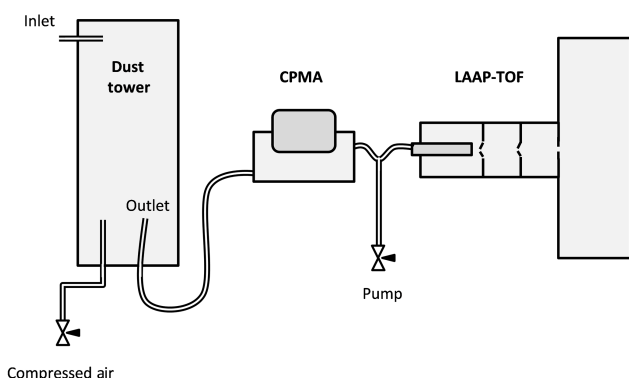 Inlet
Dust
tower
CPMA
LAAP-TOF
Outlet
Pump
Compressed air